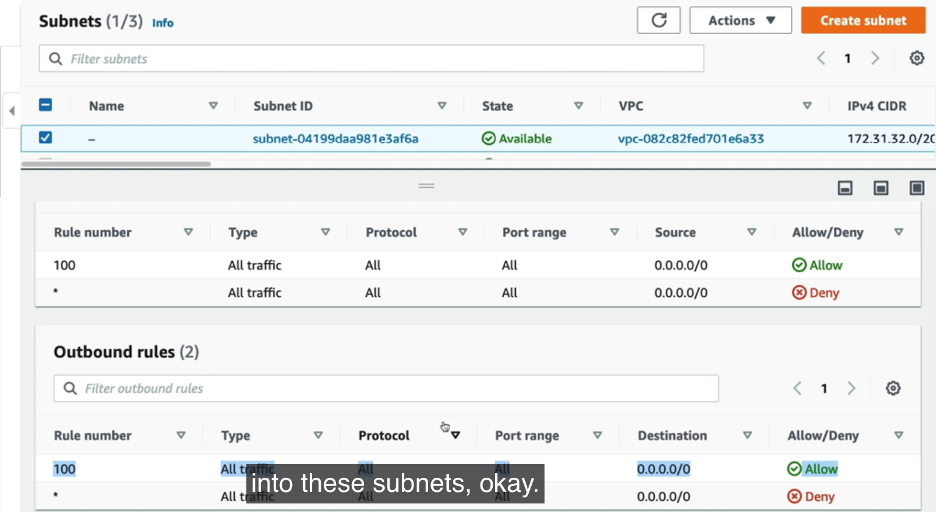 Subnets (1/3) Info
Actions Create subnet
Filter subnets
1
Name Subnet ID State VPC IPv4 CIDR
– subnet-04199daa981e3af6a Available vpc-082c82fed701e6a33 172.31.32.0/20
Rule number Type Protocol Port range Source Allow/Deny
100 All traffic All All 0.0.0.0/0 Allow
* All traffic All All 0.0.0.0/0 Deny
Outbound rules (2)
Filter outbound rules
1
Rule number Type Protocol Port range Destination Allow/Deny
100 All traffic All All 0.0.0.0/0 Allow
into these subnets, okay.
* All traffic All All 0.0.0.0/0 Deny